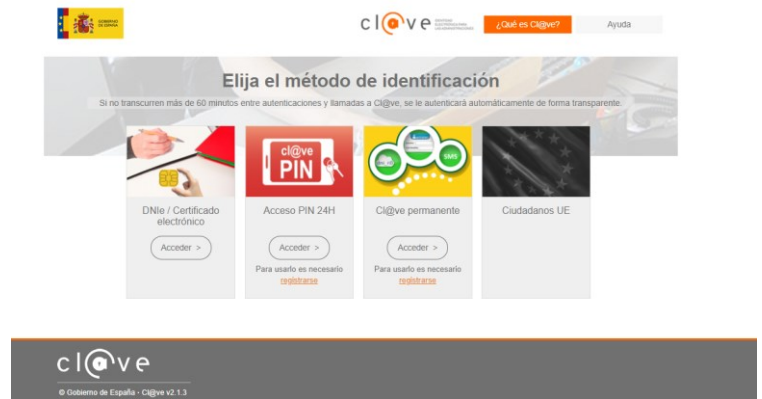 GOBIERNO
DE ESPAÑA
cl@ve
¿Qué es Cl@ve?
Ayuda
Elija el método de identificación
Si no transcurren más de 60 minutos entre autenticaciones y llamadas a Cl@ve, se le autenticará automáticamente de forma transparente.
cl@ve
PIN
SMS
DNIe / Certificado
electrónico
Acceder >
Acceso PIN 24H
Acceder >
Para usarlo es necesario
registrarse
Cl@ve permanente
Acceder >
Para usarlo es necesario
registrarse
Ciudadanos UE
cl@ve
© Gobierno de España - Cl@ve v2.1.3